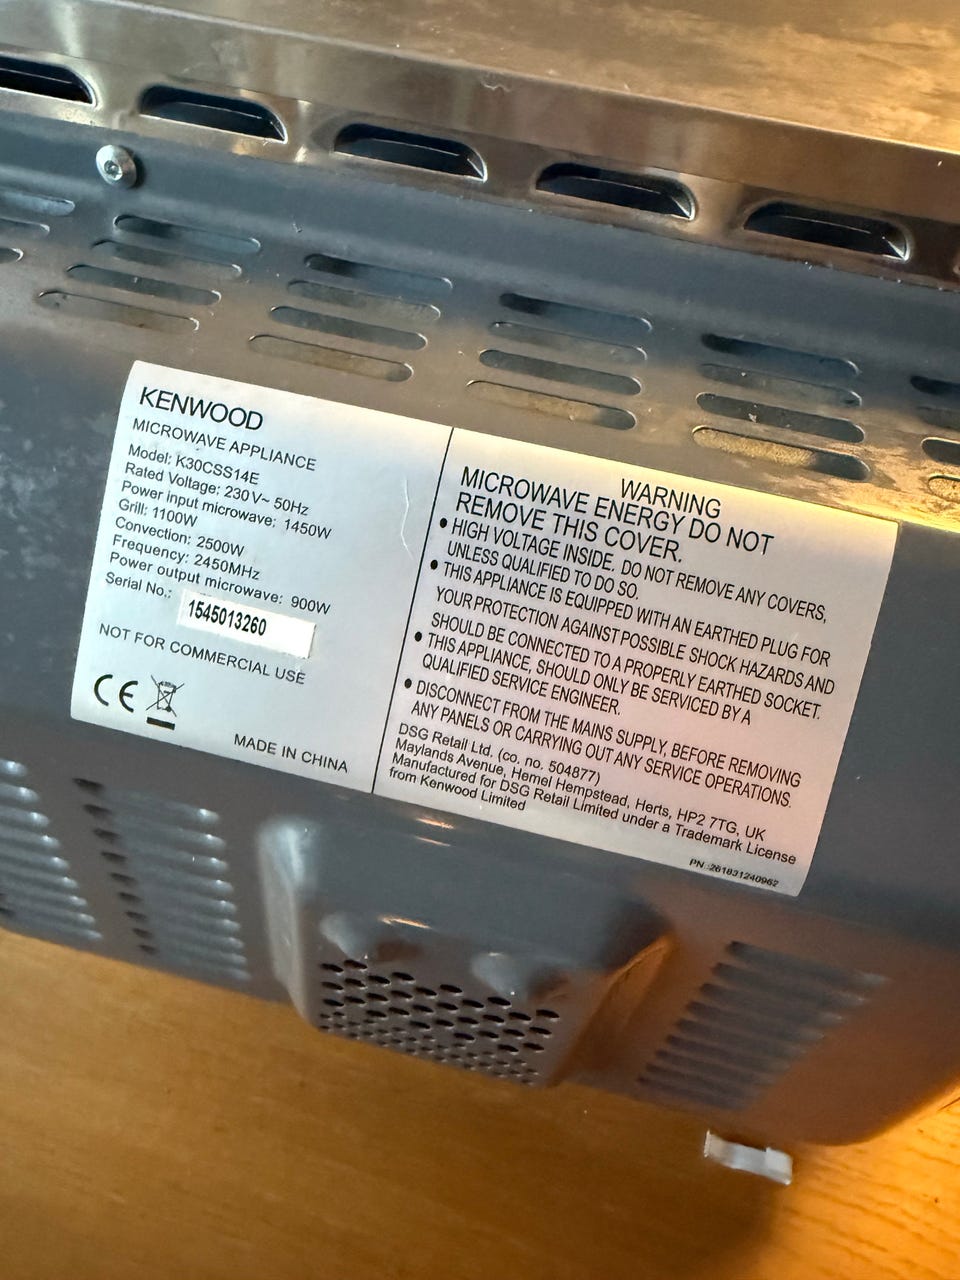 KENWOOD
MICROWAVE APPLIANCE
Model: K30CSS14E
Rated Voltage: 230V~ 50Hz
Power input microwave: 1450W
Grill: 1100W
Convection: 2500W
Frequency: 2450MHz
Power output microwave: 900W
Serial No.:
1545013260
NOT FOR COMMERCIAL USE
CE
MADE IN CHINA
WARNING
MICROWAVE ENERGY DO NOT
REMOVE THIS COVER.
• HIGH VOLTAGE INSIDE. DO NOT REMOVE ANY COVERS,
UNLESS QUALIFIED TO DO SO.
• THIS APPLIANCE IS EQUIPPED WITH AN EARTHED PLUG FOR
YOUR PROTECTION AGAINST POSSIBLE SHOCK HAZARDS AND
SHOULD BE CONNECTED TO A PROPERLY EARTHED SOCKET.
• THIS APPLIANCE, SHOULD ONLY BE SERVICED BY A
QUALIFIED SERVICE ENGINEER.
• DISCONNECT FROM THE MAINS SUPPLY, BEFORE REMOVING
ANY PANELS OR CARRYING OUT ANY SERVICE OPERATIONS.
DSG Retail Ltd. (co. no. 504877)
Maylands Avenue, Hemel Hempstead, Herts, HP2 7TG, UK
Manufactured for DSG Retail Limited under a Trademark License
from Kenwood Limited
PN.:261831240962